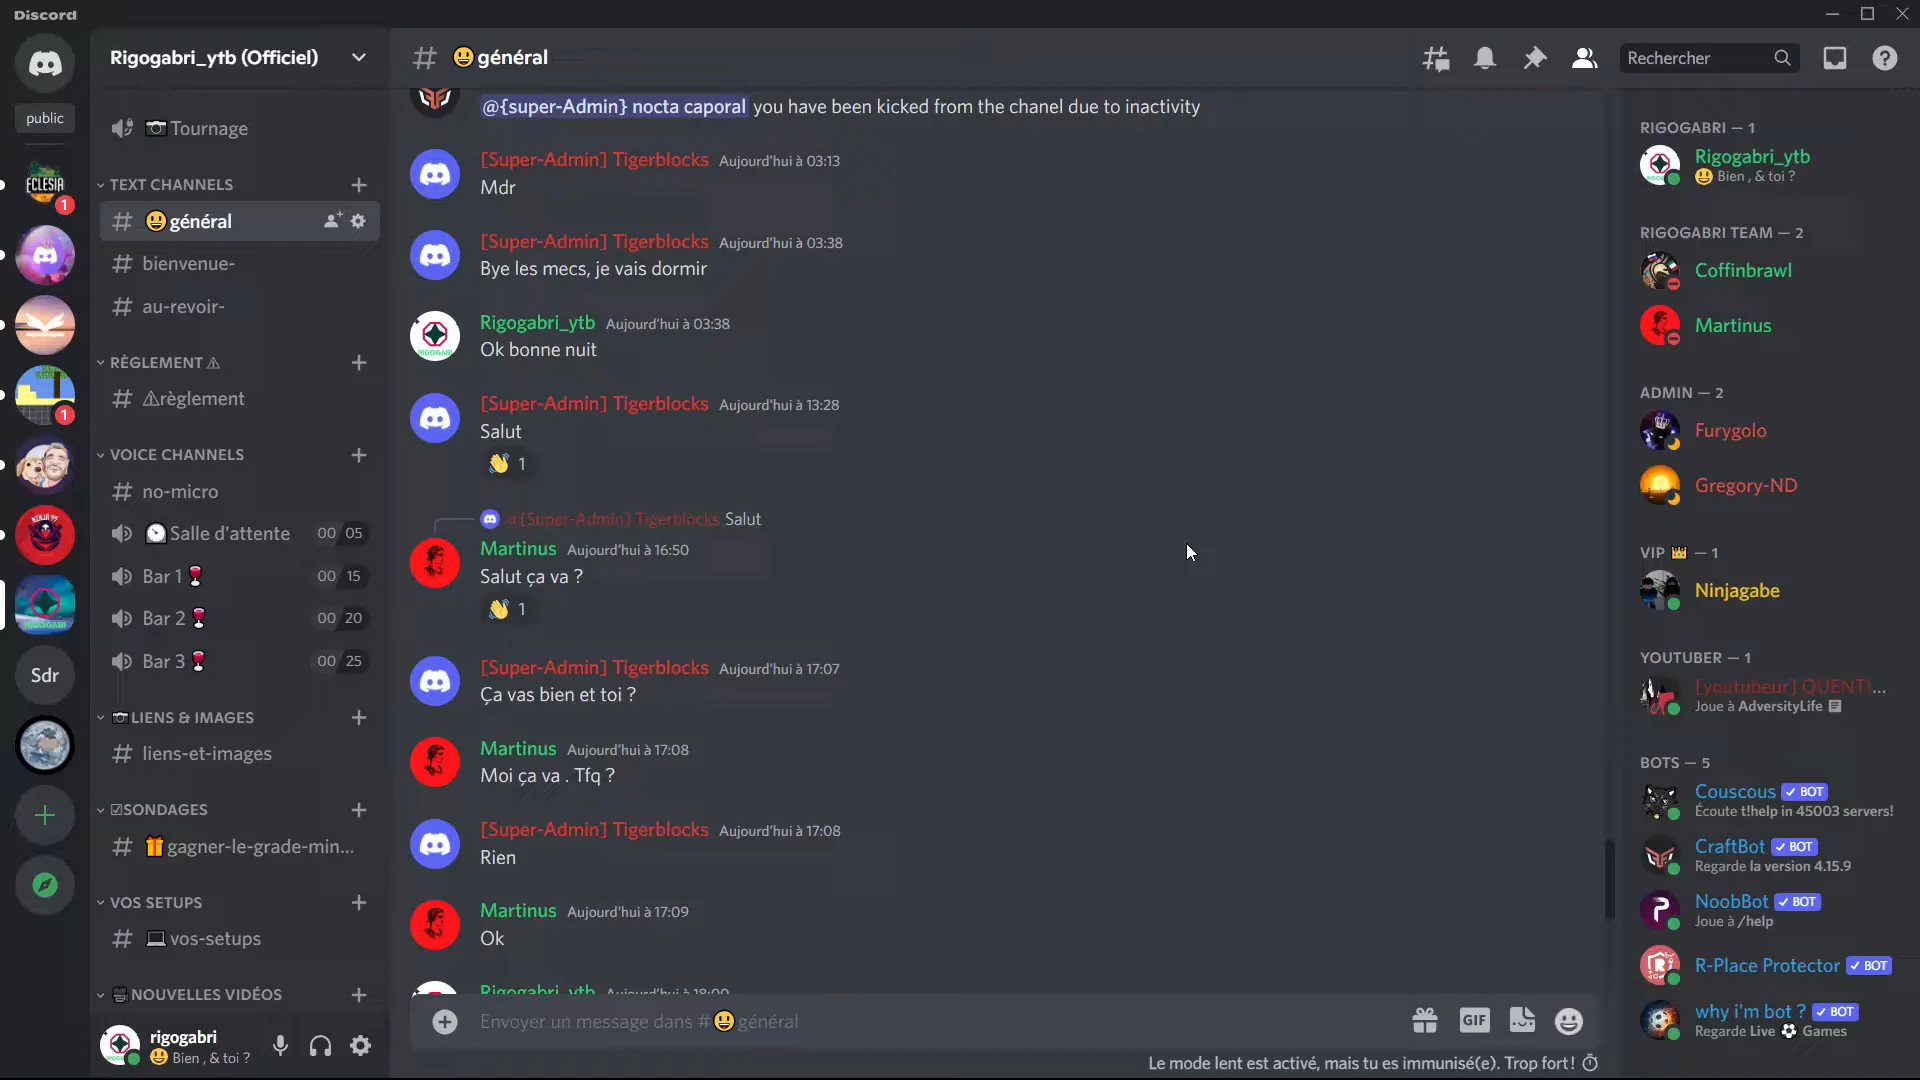 Discord
Rigogabri_ytb (Officiel)
😃général
Rechercher
public
ECLESIA
1
1
Sdr
📷Tournage
TEXT CHANNELS
😃général
bienvenue-
au-revoir-
RÈGLEMENT ⚠
⚠règlement
VOICE CHANNELS
no-micro
🕐Salle d'attente 00 05
Bar 1🍷 00 15
Bar 2🍷 00 20
Bar 3🍷 00 25
📷LIENS & IMAGES
liens-et-images
☑SONDAGES
🎁gagner-le-grade-min...
VOS SETUPS
💻vos-setups
NOUVELLES VIDÉOS
rigogabri
😃 Bien , & toi ?
@{super-Admin} nocta caporal you have been kicked from the chanel due to inactivity
[Super-Admin] Tigerblocks Aujourd'hui à 03:13
Mdr
[Super-Admin] Tigerblocks Aujourd'hui à 03:38
Bye les mecs, je vais dormir
Rigogabri_ytb Aujourd'hui à 03:38
Ok bonne nuit
[Super-Admin] Tigerblocks Aujourd'hui à 13:28
Salut
👋 1
@[Super-Admin] Tigerblocks Salut
Martinus Aujourd'hui à 16:50
Salut ça va ?
👋 1
[Super-Admin] Tigerblocks Aujourd'hui à 17:07
Ça vas bien et toi ?
Martinus Aujourd'hui à 17:08
Moi ça va . Tfq ?
[Super-Admin] Tigerblocks Aujourd'hui à 17:08
Rien
Martinus Aujourd'hui à 17:09
Ok
Rigogabri_ytb Aujourd'hui à 18:00
Envoyer un message dans #😃général
GIF
Le mode lent est activé, mais tu es immunisé(e). Trop fort !
RIGOGABRI — 1
Rigogabri_ytb
😃 Bien , & toi ?
RIGOGABRI TEAM — 2
Coffinbrawl
Martinus
ADMIN — 2
Furygolo
Gregory-ND
VIP 👑 — 1
Ninjagabe
YOUTUBER — 1
[youtubeur] QUENTI...
Joue à AdversityLife
BOTS — 5
Couscous ✓ BOT
Écoute t!help in 45003 servers!
CraftBot ✓ BOT
Regarde la version 4.15.9
NoobBot ✓ BOT
Joue à /help
R-Place Protector ✓ BOT
why i'm bot ? ✓ BOT
Regarde Live ⚽ Games